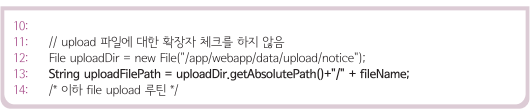 10:
11: // upload 파일에 대한 확장자 체크를 하지 않음
12: File uploadDir = new File("/app/webapp/data/upload/notice");
13: String uploadFilePath = uploadDir.getAbsolutePath()+"/" + fileName;
14: /* 이하 file upload 루틴 */